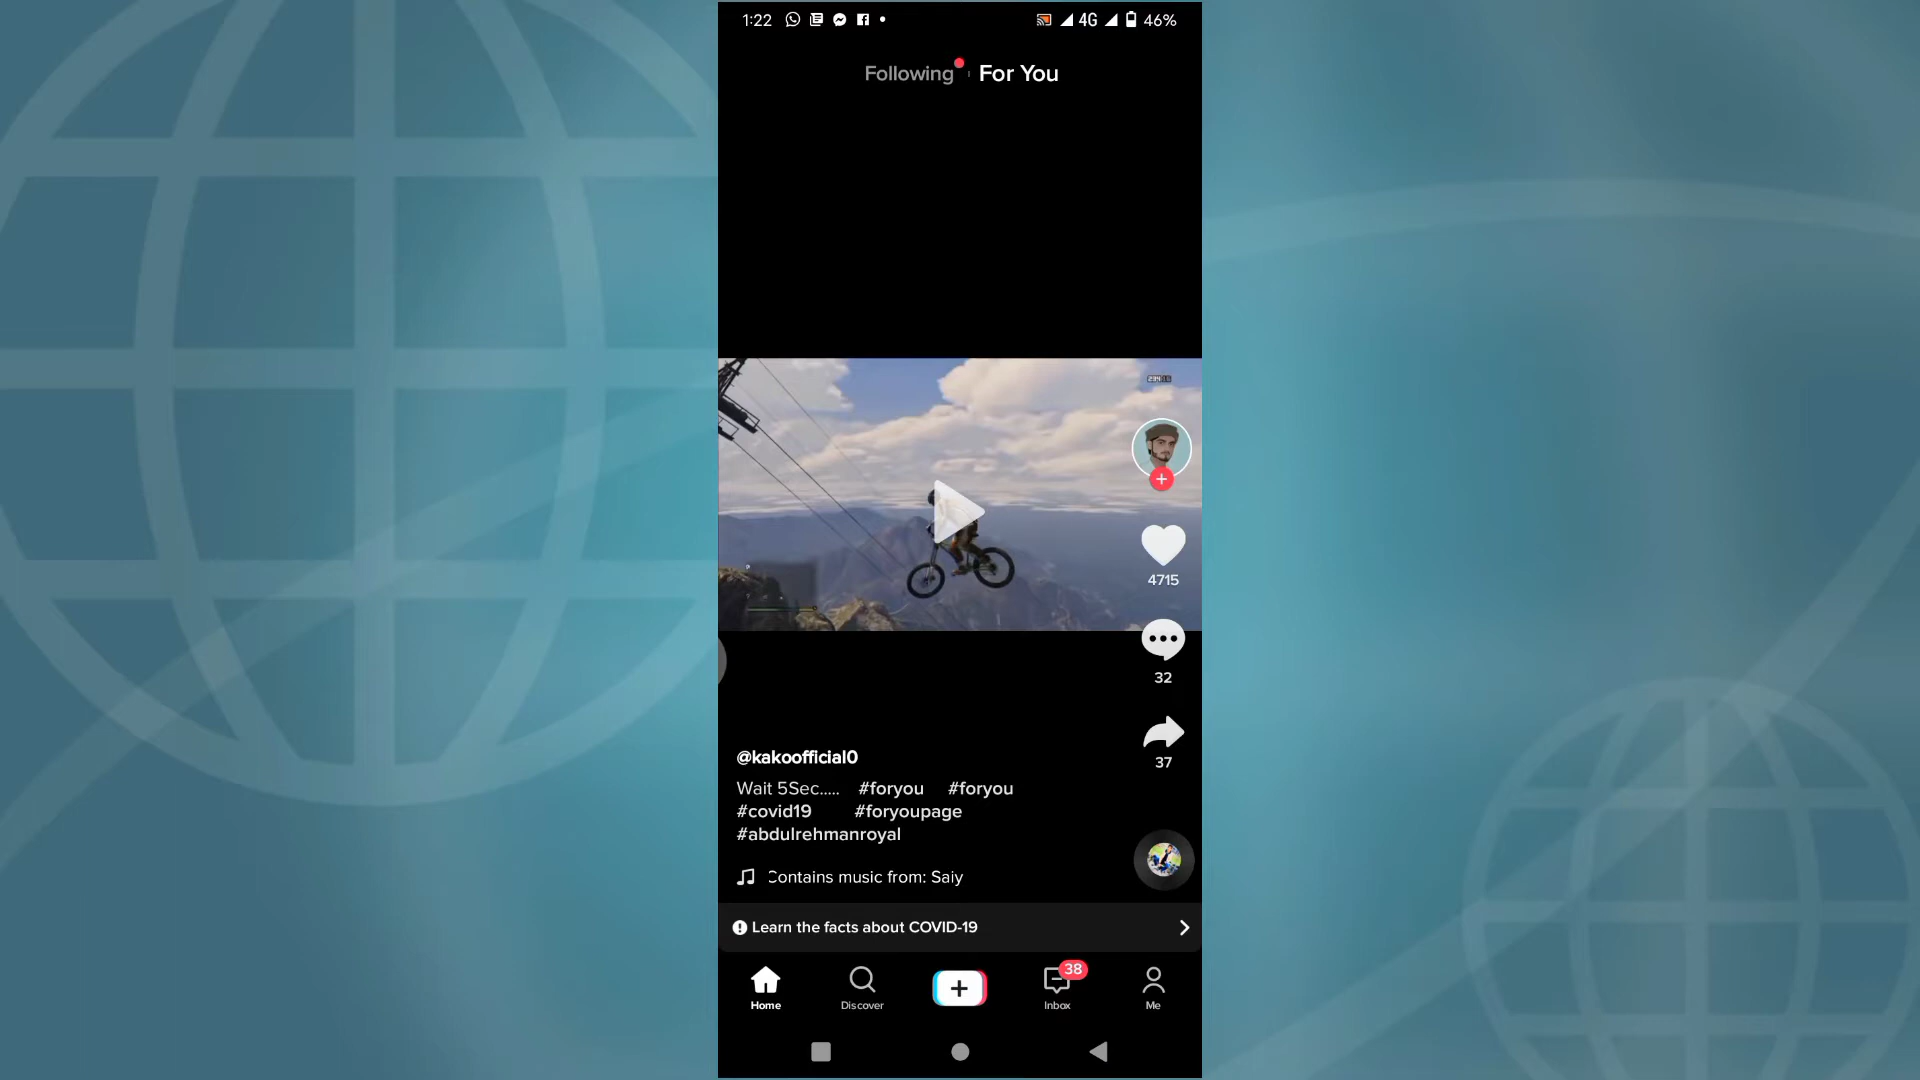 1:22 4G 46%
Following For You
4715
32
37
@kakoofficial0
Wait 5Sec..... #foryou #foryou
#covid19 #foryoupage
#abdulrehmanroyal
Contains music from: Saiy
Learn the facts about COVID-19
38
Home Discover Inbox Me